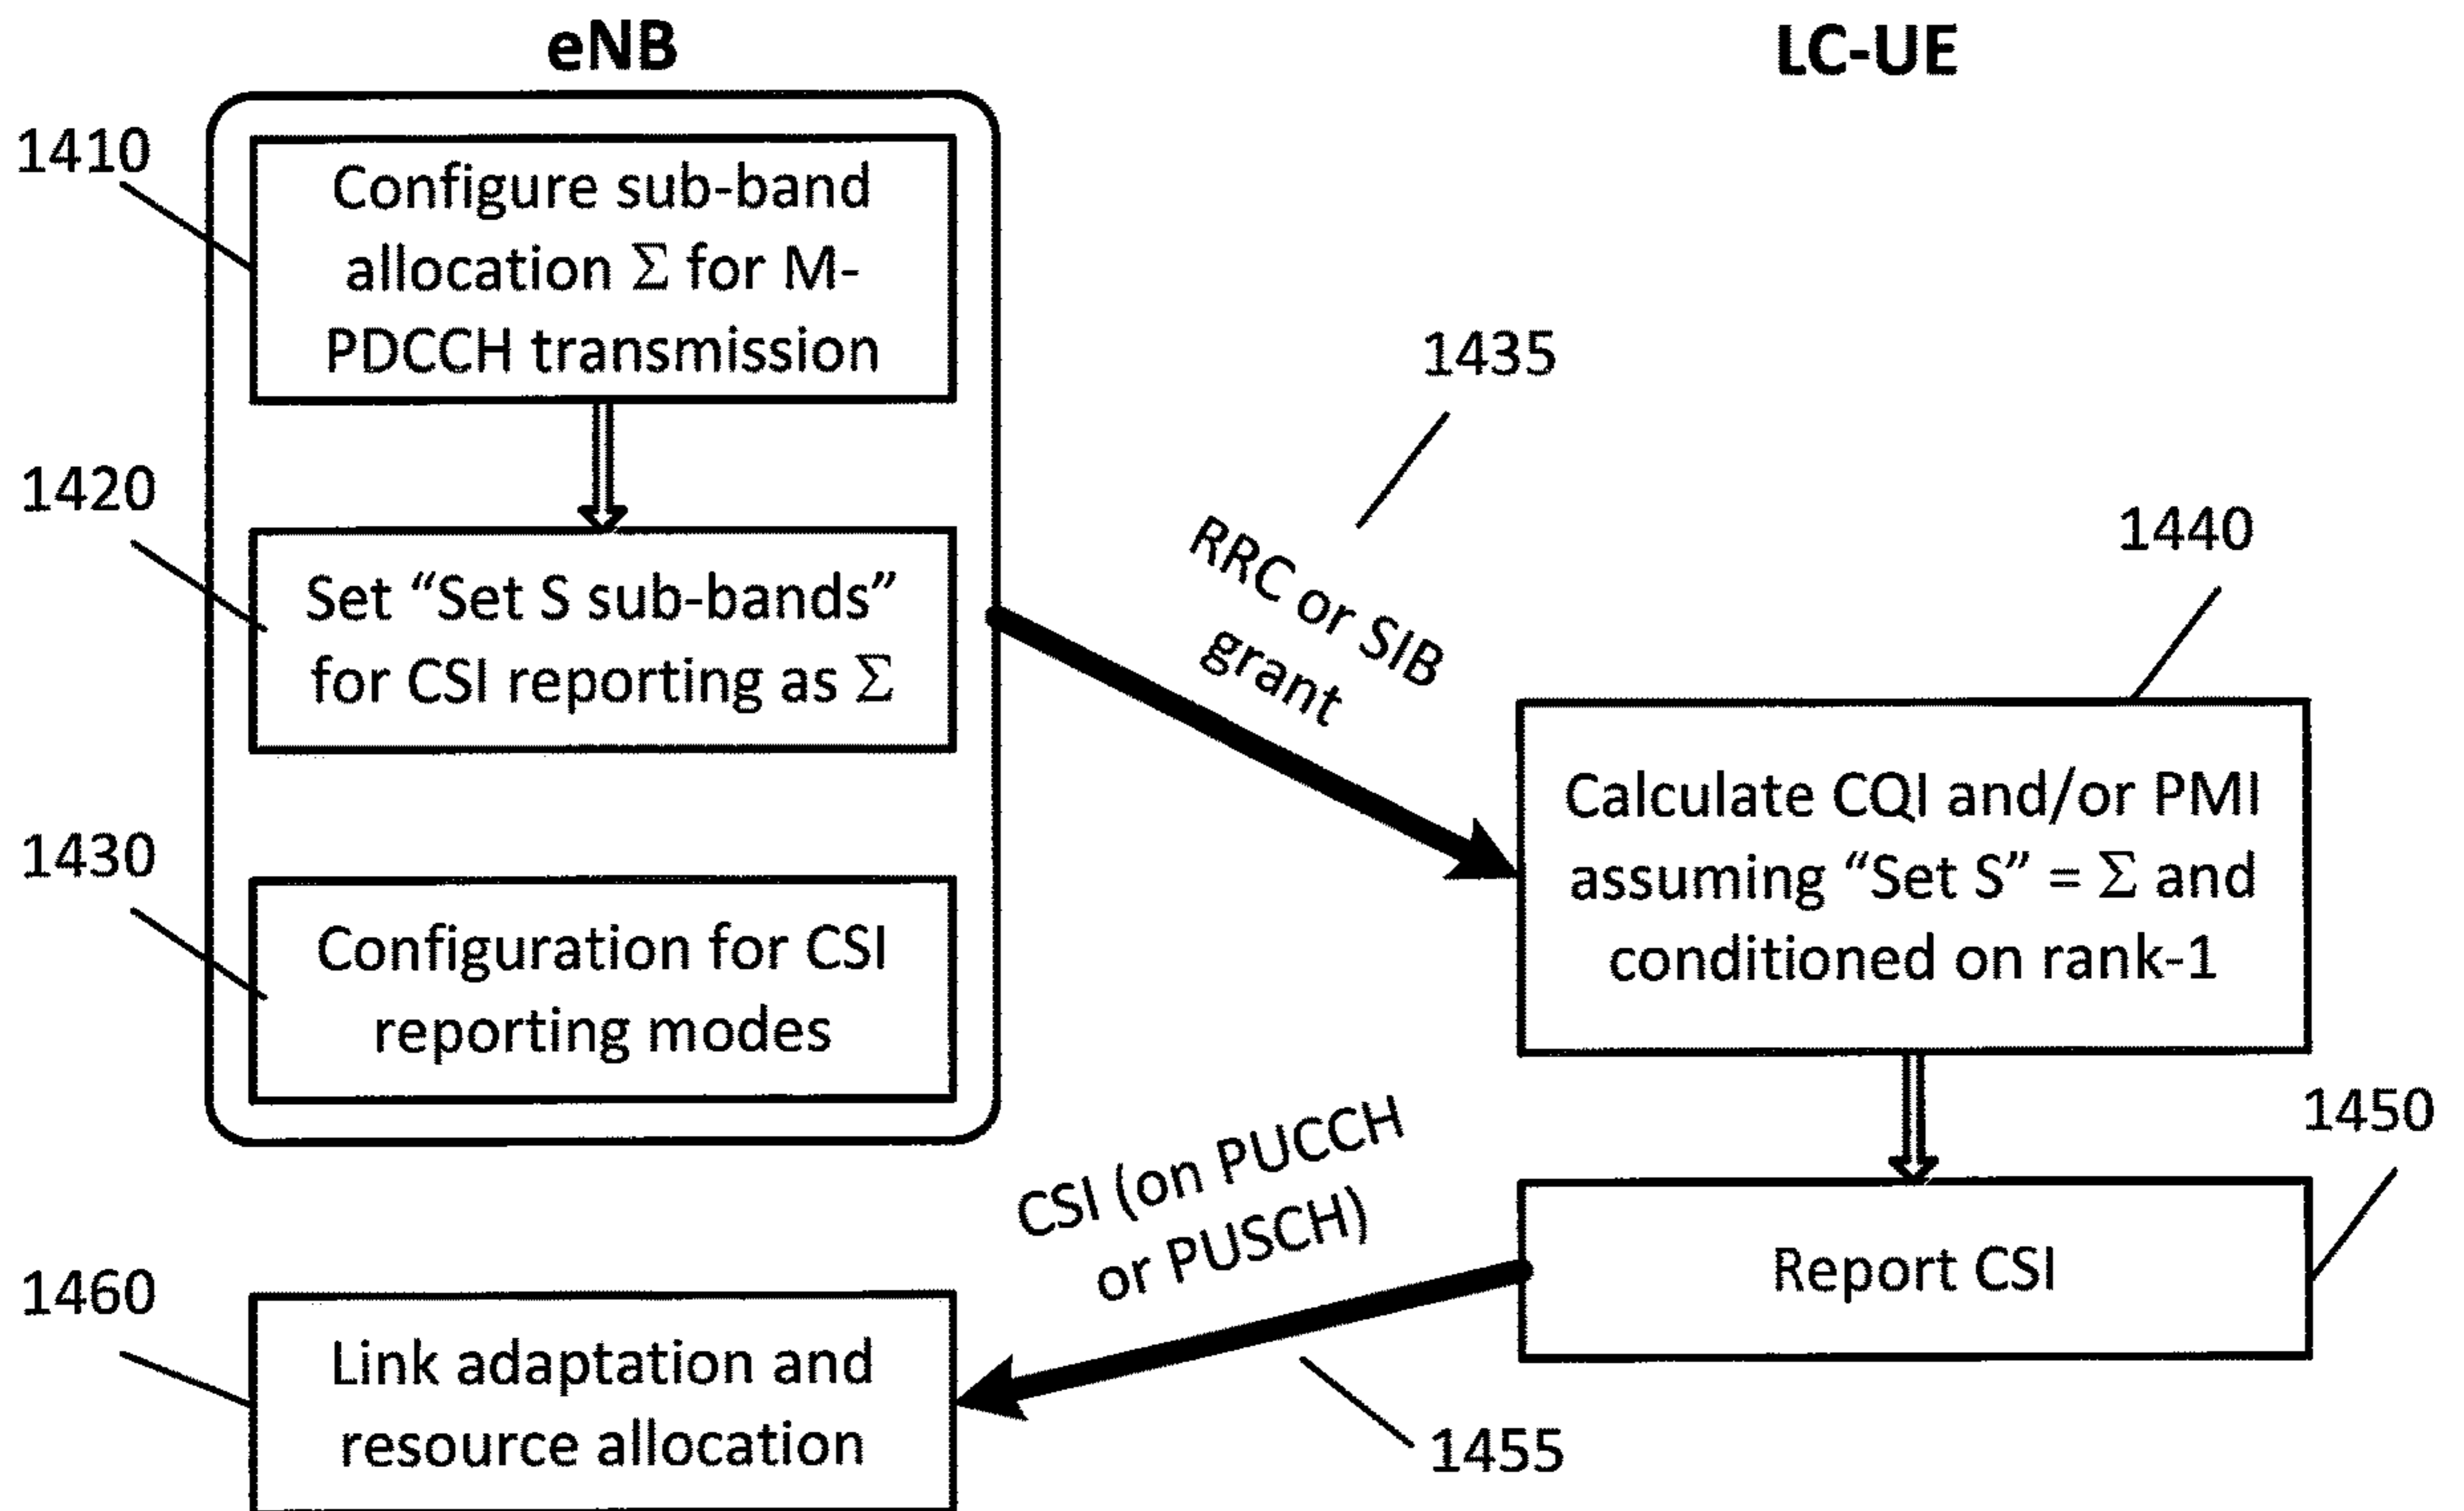 eNB
LC-UE
1410
Configure sub-band
allocation Σ for M-
PDCCH transmission
1420
Set “Set S sub-bands”
for CSI reporting as Σ
1430
Configuration for CSI
reporting modes
1435
RRC or SIB
grant
1440
Calculate CQI and/or PMI
assuming “Set S” = Σ and
conditioned on rank-1
1450
Report CSI
CSI (on PUCCH
or PUSCH)
1455
1460
Link adaptation and
resource allocation